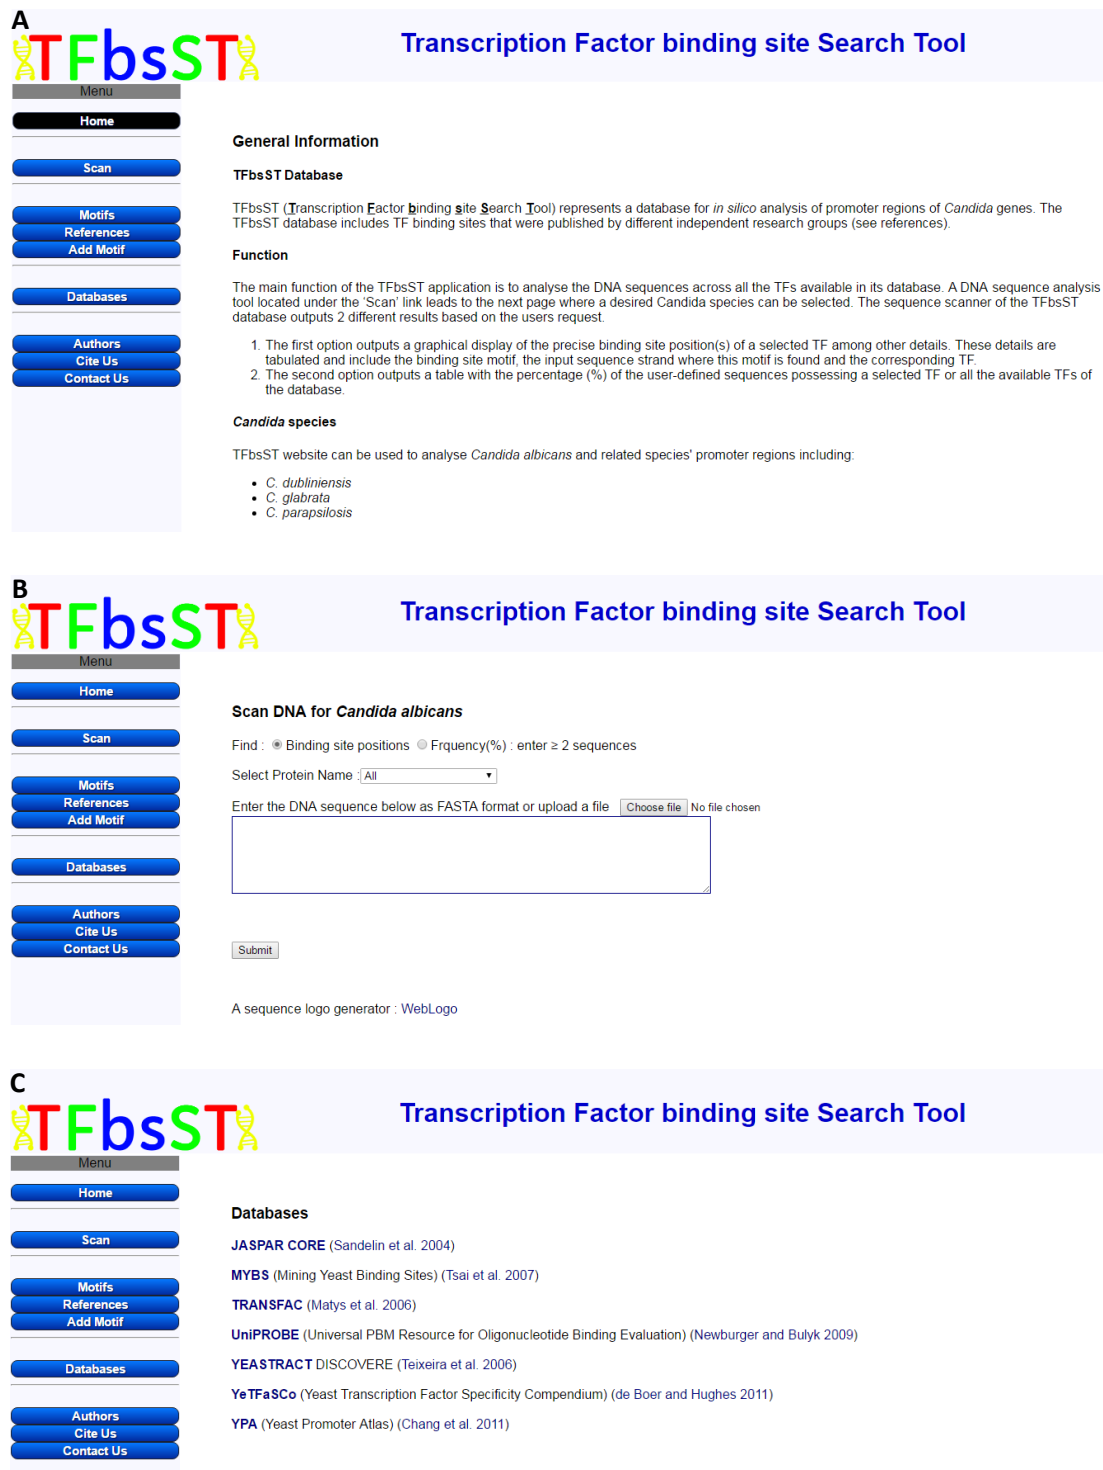 A
TFbsST
Transcription Factor binding site Search Tool
Menu
Home
Scan
Motifs
References
Add Motif
Databases
Authors
Cite Us
Contact Us
General Information
TFbsST Database
TFbsST (Transcription Factor binding site Search Tool) represents a database for in silico analysis of promoter regions of Candida genes. The
TFbsST database includes TF binding sites that were published by different independent research groups (see references).
Function
The main function of the TFbsST application is to analyse the DNA sequences across all the TFs available in its database. A DNA sequence analysis
tool located under the 'Scan' link leads to the next page where a desired Candida species can be selected. The sequence scanner of the TFbsST
database outputs 2 different results based on the users request.
1. The first option outputs a graphical display of the precise binding site position(s) of a selected TF among other details. These details are
tabulated and include the binding site motif, the input sequence strand where this motif is found and the corresponding TF.
2. The second option outputs a table with the percentage (%) of the user-defined sequences possessing a selected TF or all the available TFs of
the database.
Candida species
TFbsST website can be used to analyse Candida albicans and related species' promoter regions including:
• C. dubliniensis
• C. glabrata
• C. parapsilosis
B
TFbsST
Transcription Factor binding site Search Tool
Menu
Home
Scan
Motifs
References
Add Motif
Databases
Authors
Cite Us
Contact Us
Scan DNA for Candida albicans
Find : Binding site positions Frquency(%) : enter ≥ 2 sequences
Select Protein Name : All
Enter the DNA sequence below as FASTA format or upload a file Choose file No file chosen
Submit
A sequence logo generator : WebLogo
C
TFbsST
Transcription Factor binding site Search Tool
Menu
Home
Scan
Motifs
References
Add Motif
Databases
Authors
Cite Us
Contact Us
Databases
JASPAR CORE (Sandelin et al. 2004)
MYBS (Mining Yeast Binding Sites) (Tsai et al. 2007)
TRANSFAC (Matys et al. 2006)
UniPROBE (Universal PBM Resource for Oligonucleotide Binding Evaluation) (Newburger and Bulyk 2009)
YEASTRACT DISCOVERE (Teixeira et al. 2006)
YeTFaSCo (Yeast Transcription Factor Specificity Compendium) (de Boer and Hughes 2011)
YPA (Yeast Promoter Atlas) (Chang et al. 2011)